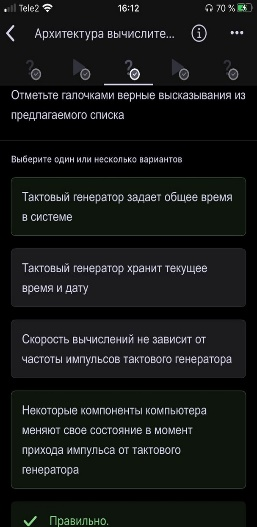 Tele2
16:12
70 %
Архитектура вычислите...
Отметьте галочками верные высказывания из
предлагаемого списка
Выберите один или несколько вариантов
Тактовый генератор задает общее время
в системе
Тактовый генератор хранит текущее
время и дату
Скорость вычислений не зависит от
частоты импульсов тактового генератора
Некоторые компоненты компьютера
меняют свое состояние в момент
прихода импульса от тактового
генератора
Правильно.